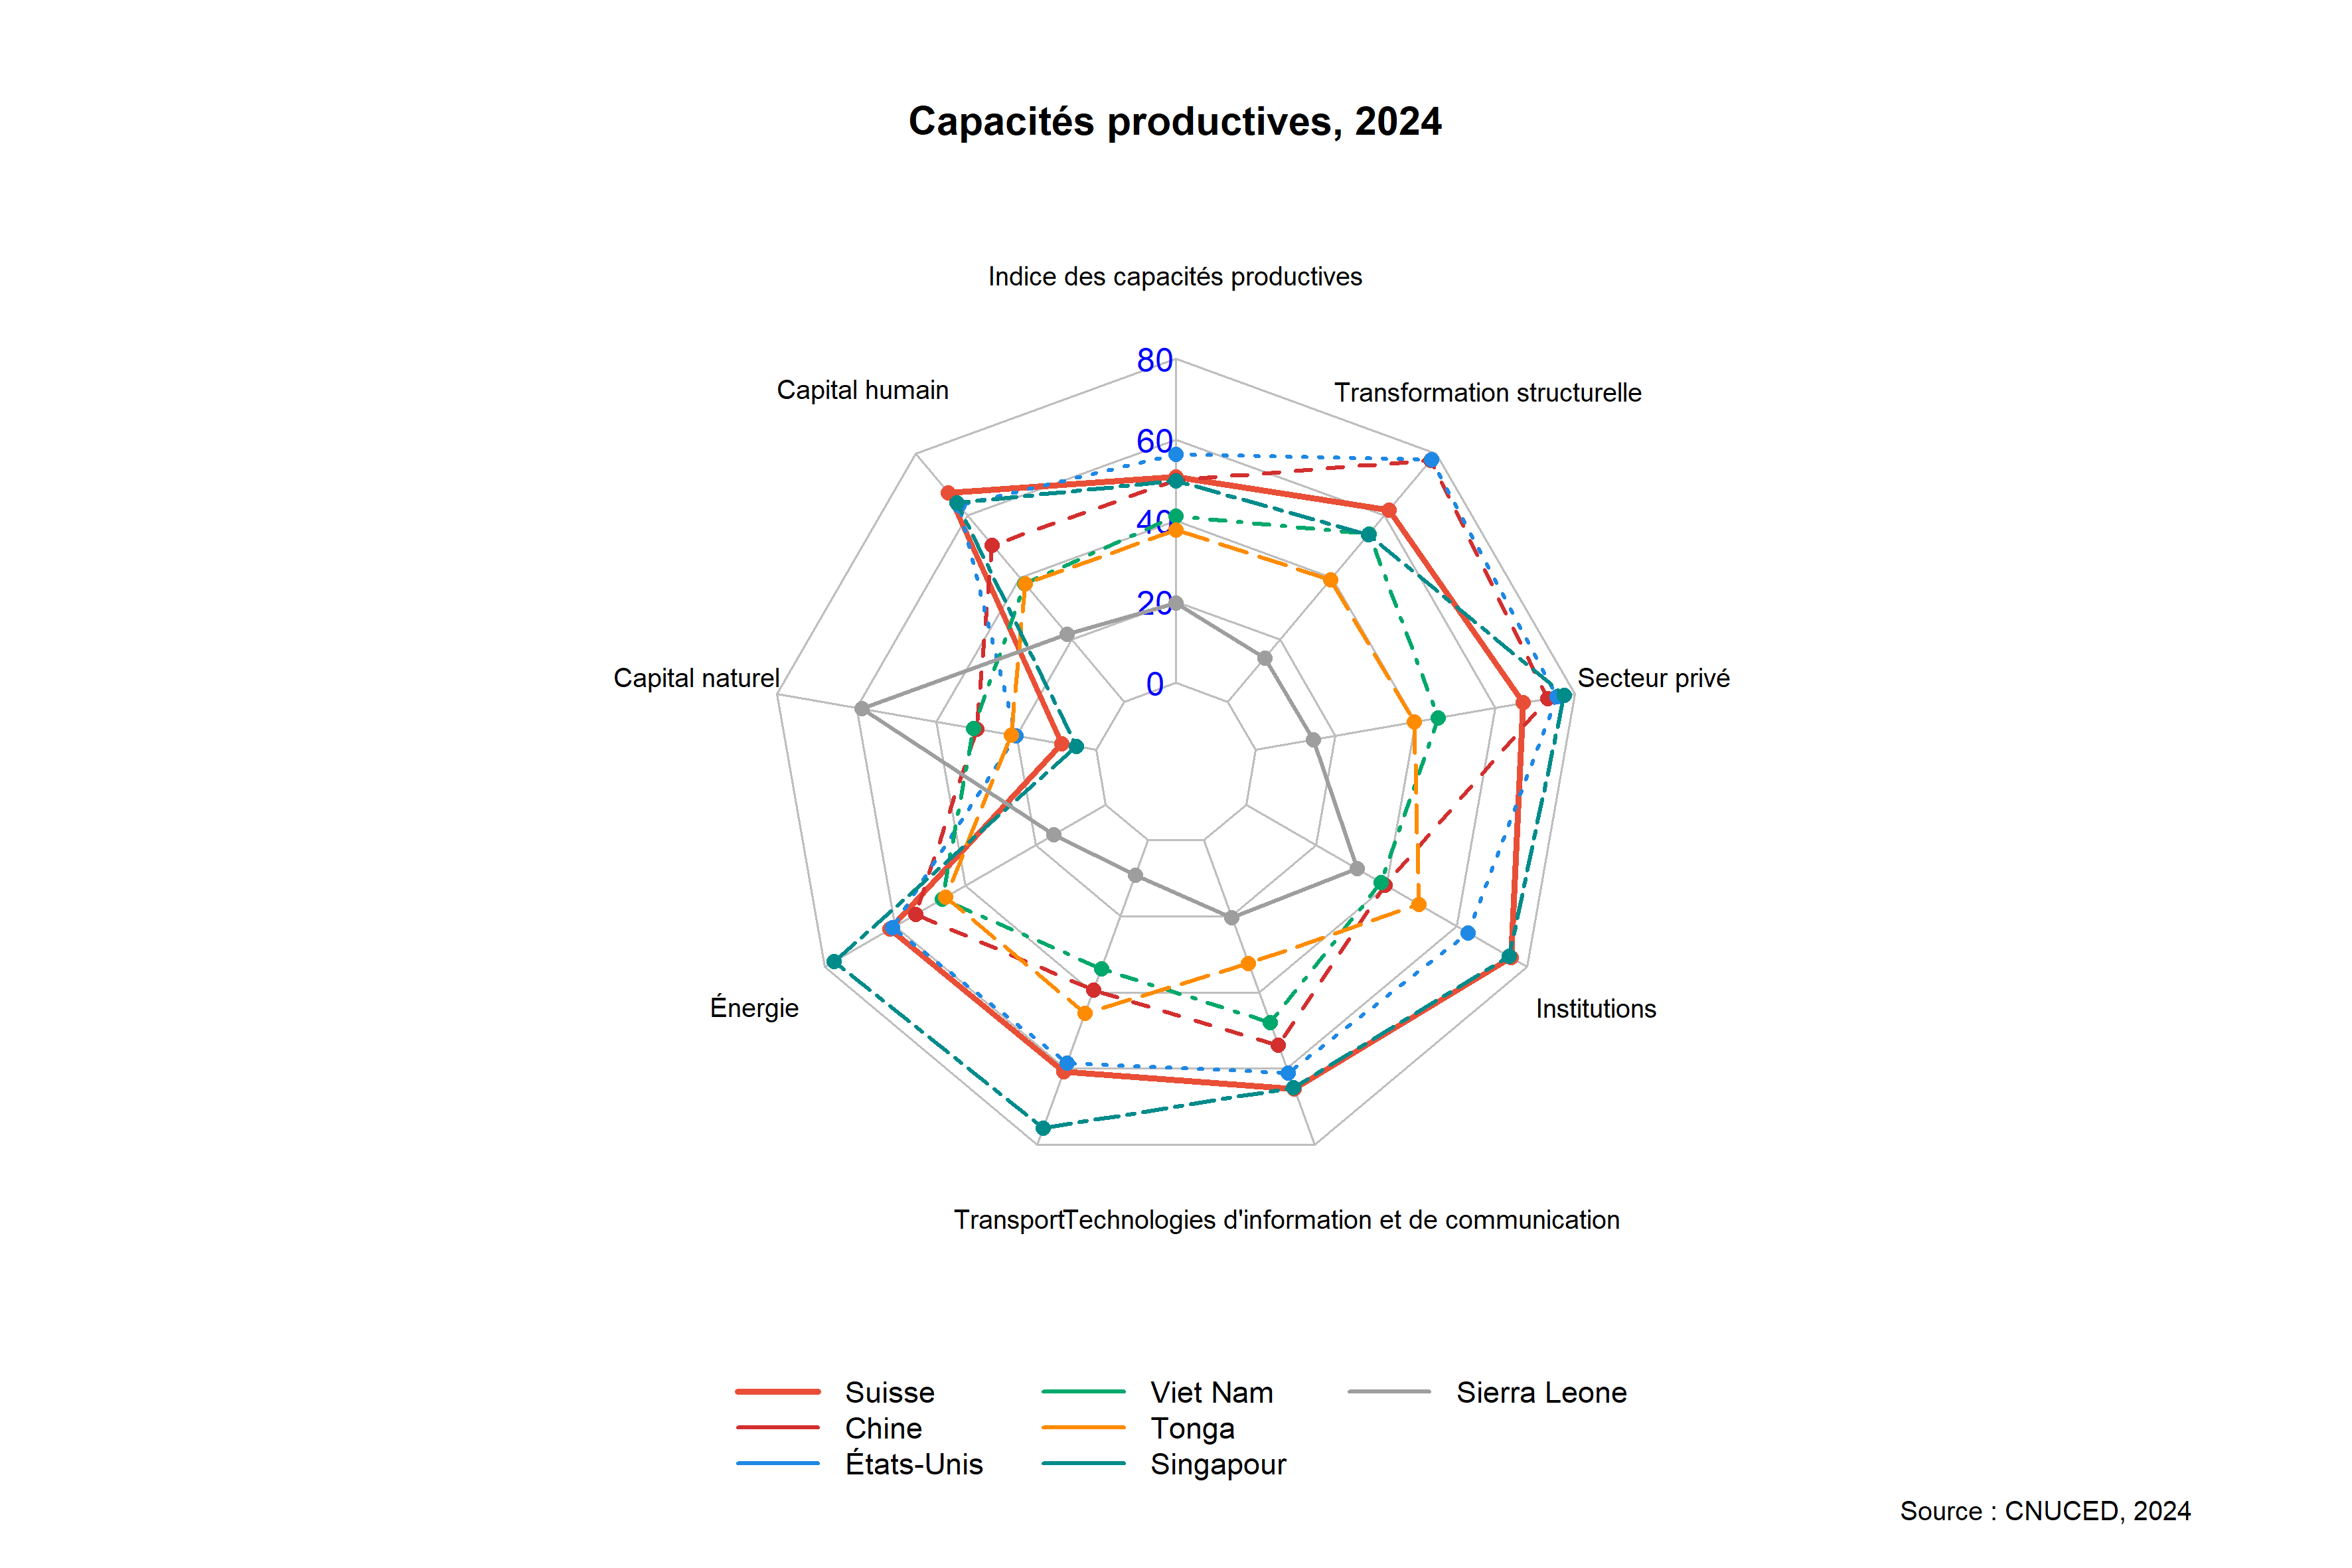 Capacités productives, 2024
Indice des capacités productives
Capital humain
Transformation structurelle
80
60
40
20
0
Capital naturel
Secteur privé
Énergie
Institutions
Transport
Technologies d'information et de communication
Suisse
Chine
États-Unis
Viet Nam
Tonga
Singapour
Sierra Leone
Source : CNUCED, 2024